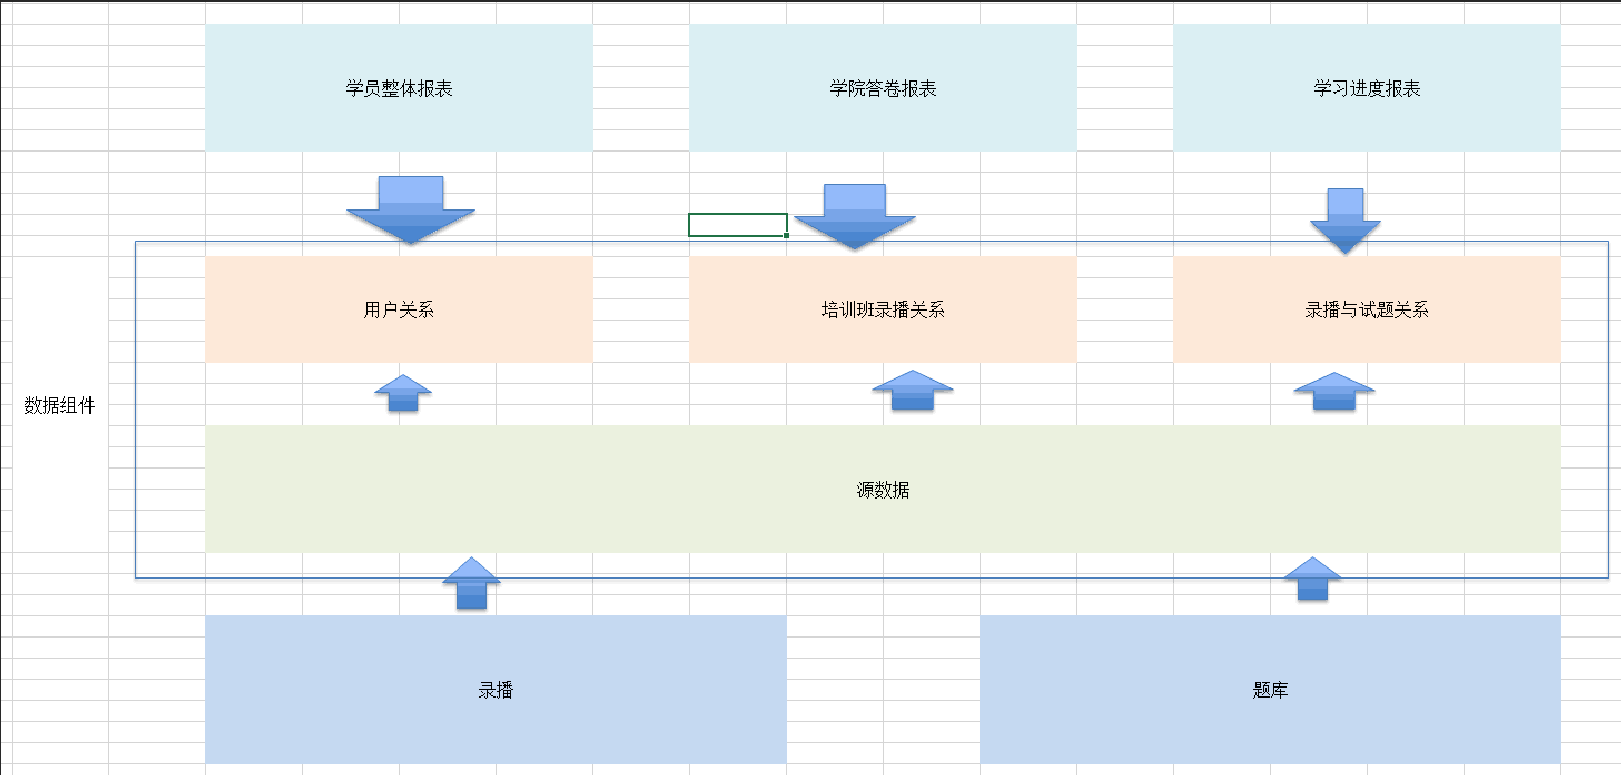 学员整体报表
学院答卷报表
学习进度报表
用户关系
培训班录播关系
录播与试题关系
数据组件
源数据
录播
题库